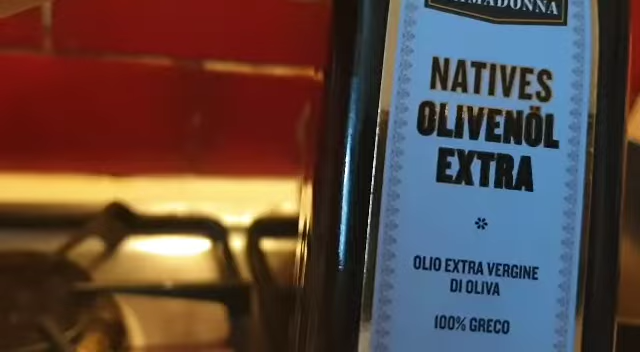 NATIVES
OLIVENÖL
EXTRA
OLIO EXTRA VERGINE
DI OLIVA
100% GRECO